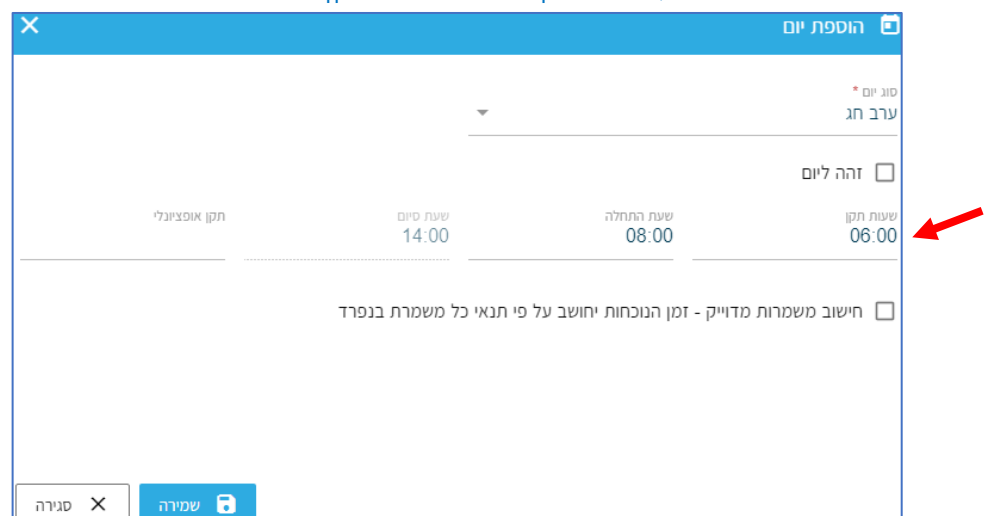 הוספת יום
סוג יום *
ערב חג
זהה ליום
שעות תקן שעת התחלה שעת סיום תקן אופציונלי
06:00 08:00 14:00
חישוב משמרות מדוייק - זמן הנוכחות יחושב על פי תנאי כל משמרת בנפרד
שמירה סגירה